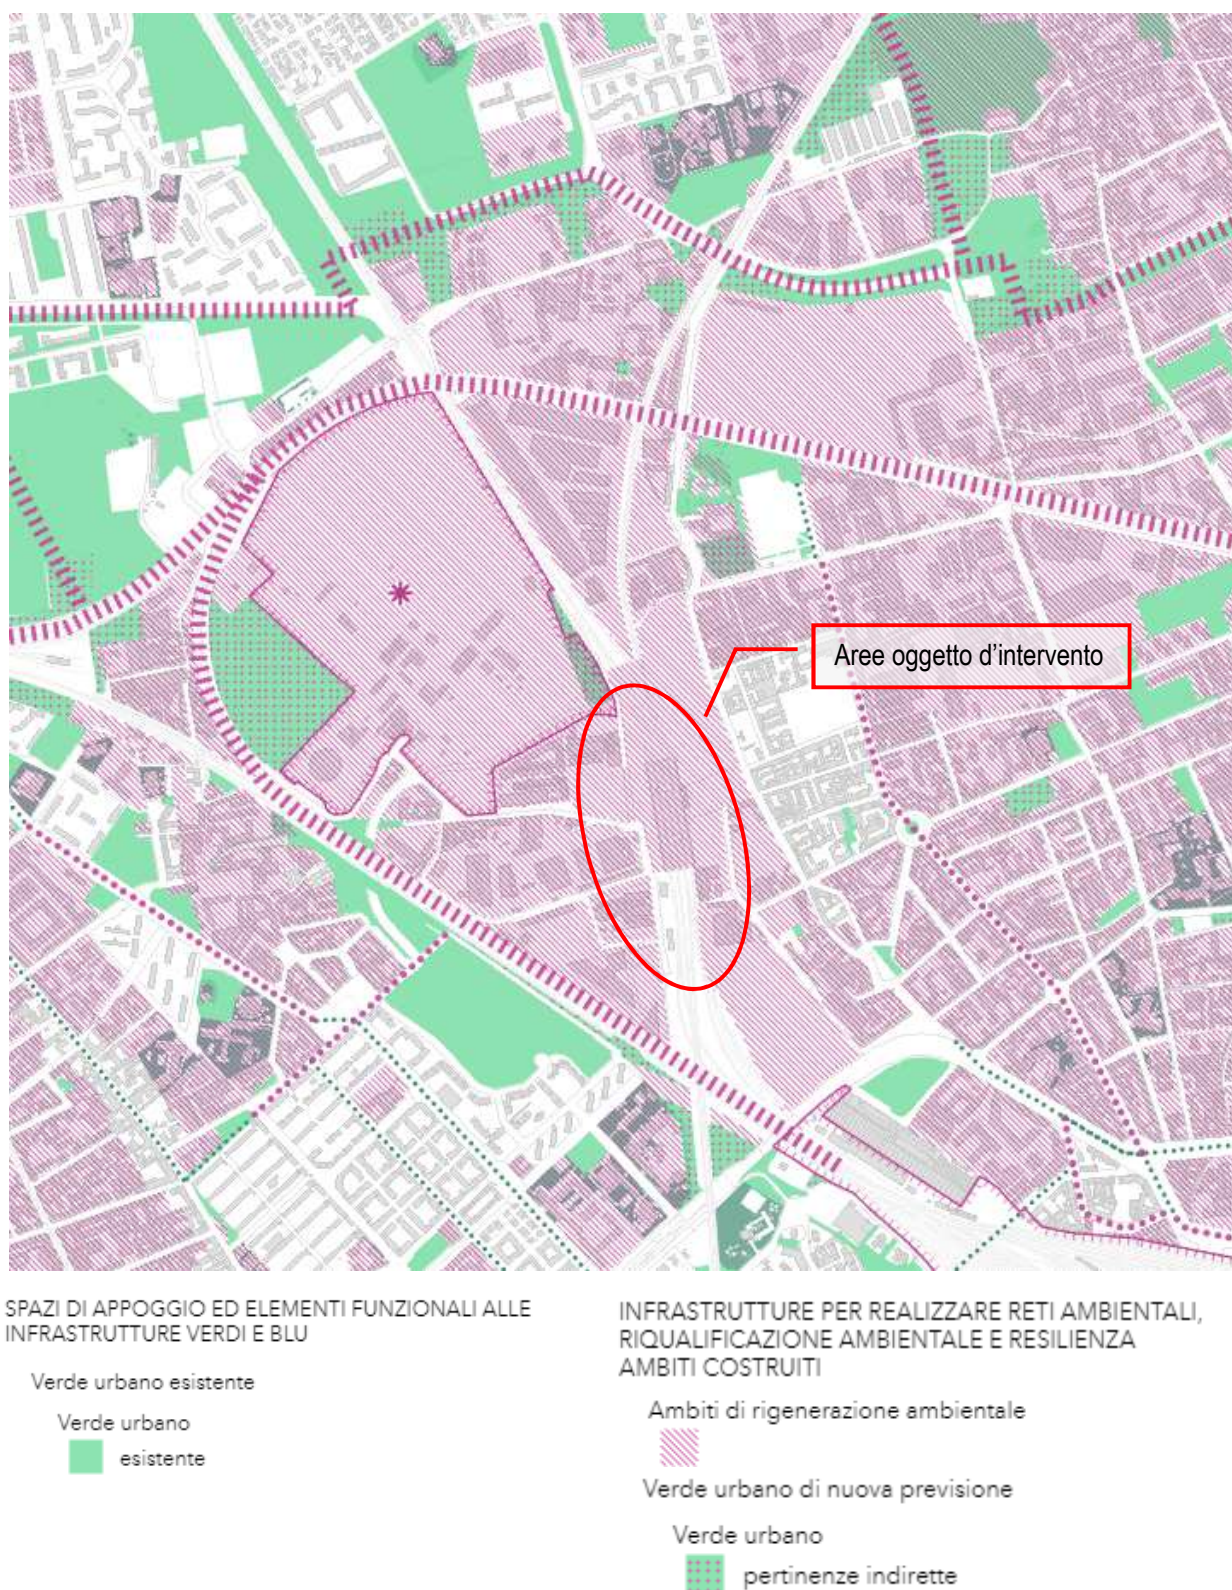 Aree oggetto d'intervento
SPAZI DI APPOGGIO ED ELEMENTI FUNZIONALI ALLE
INFRASTRUTTURE VERDI E BLU
Verde urbano esistente
Verde urbano
esistente
INFRASTRUTTURE PER REALIZZARE RETI AMBIENTALI,
RIQUALIFICAZIONE AMBIENTALE E RESILIENZA
AMBITI COSTRUITI
Ambiti di rigenerazione ambientale
Verde urbano di nuova previsione
Verde urbano
pertinenze indirette